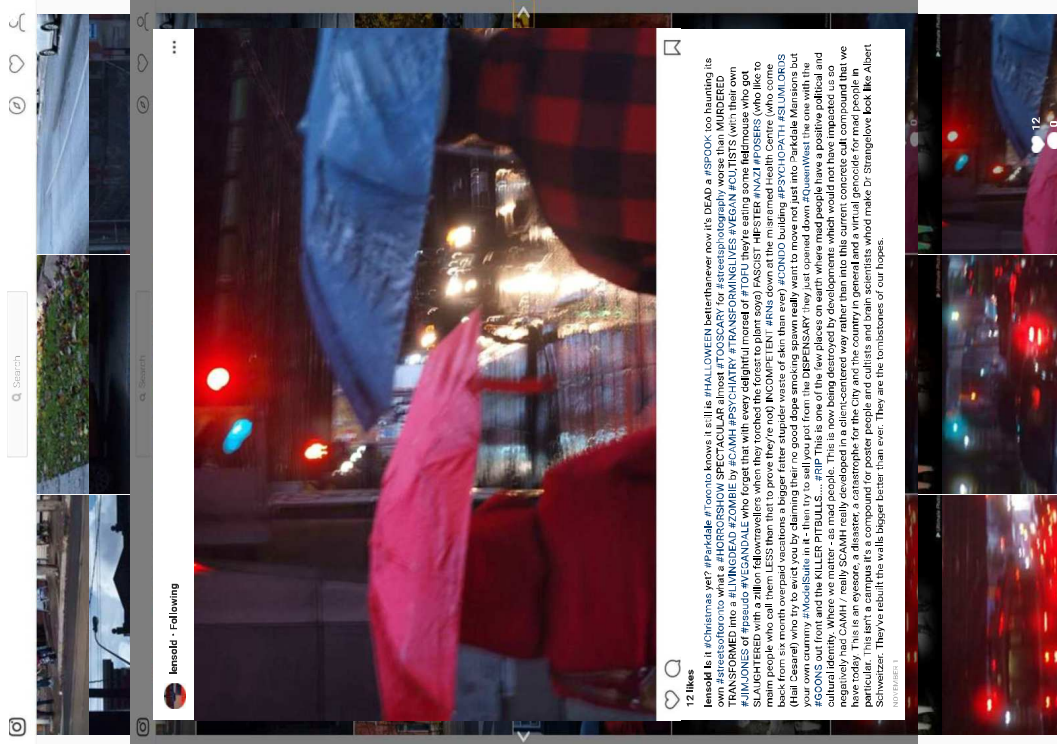 Search
Search
lensold • Following
12 likes
lensold Is it #Christmas yet? #Parkdale #Toronto knows it still is #HALLOWEEN betterthanever now it's DEAD a #SPOOK too haunting its
own #streetsoftoronto what a #HORRORSHOW SPECTACULAR almost #TOOSCARY for #streetsphotography worse than MURDERED
TRANSFORMED into a #LIVINGDEAD #ZOMBIE by #CAMH #PSYCHIATRY #TRANSFORMINGLIVES #VEGAN #CU,TISTS (with their own
#JIMJONES of #pseudo #VEGANDALE who forget that with every delightful morsel of #TOFU they're eating some fieldmouse who got
SLAUGHTERED with a zillion fellowtravellers when they torched the forest to plant soya) FASCIST HIPSTER #NAZI #POSERS (who like to
maim people who call them LESS then that to prove they're not) INCOMPETENT #RNs down at the misnamed Health Centre (who come
back from six month overpaid vacations a bigger fatter stupider waste of skin than ever) #CONDO building #PSYCHOPATH #SLUMLORDS
(Hail Cesare!) who try to evict you by claiming their no good dope smoking spawn really want to move not just into Parkdale Mansions but
your own crummy #ModelSuite in it - then try to sell you pot from the DISPENSARY they just opened down #QueenWest the one with the
#GOONS out front and the KILLER PITBULLS.... #RIP This is one of the few places on earth where mad people have a positive political and
cultural identity. Where we matter - as mad people. This is now being destroyed by developments which would not have impacted us so
negatively had CAMH / really SCAMH really developed in a client-centered way rather than into this current concrete cult compound that we
have today. This is an eyesore, a disaster, a catastrophe for the City and the country in general and a virtual genocide for mad people in
particular. This isn't a campus it's a compound for poster people and cultists and brain scientists who'd make Dr Strangelove look like Albert
Schweitzer. They've rebuilt the walls bigger better than ever. They are the tombstones of our hopes.
NOVEMBER 1
12
0